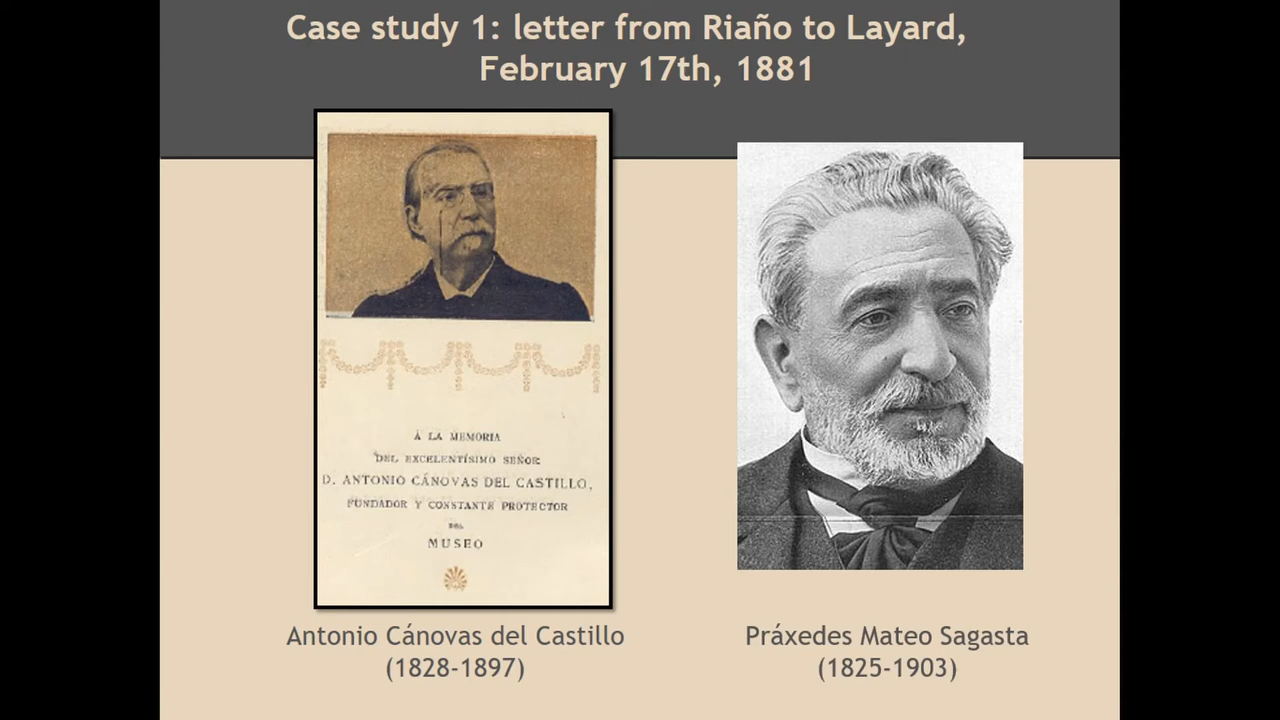 Case study 1: letter from Riaño to Layard,
February 17th, 1881
Á LA MEMORIA
DEL EXCELENTÍSIMO SEÑOR
D. ANTONIO CÁNOVAS DEL CASTILLO,
FUNDADOR Y CONSTANTE PROTECTOR
DEL
MUSEO
Antonio Cánovas del Castillo
(1828-1897)
Práxedes Mateo Sagasta
(1825-1903)